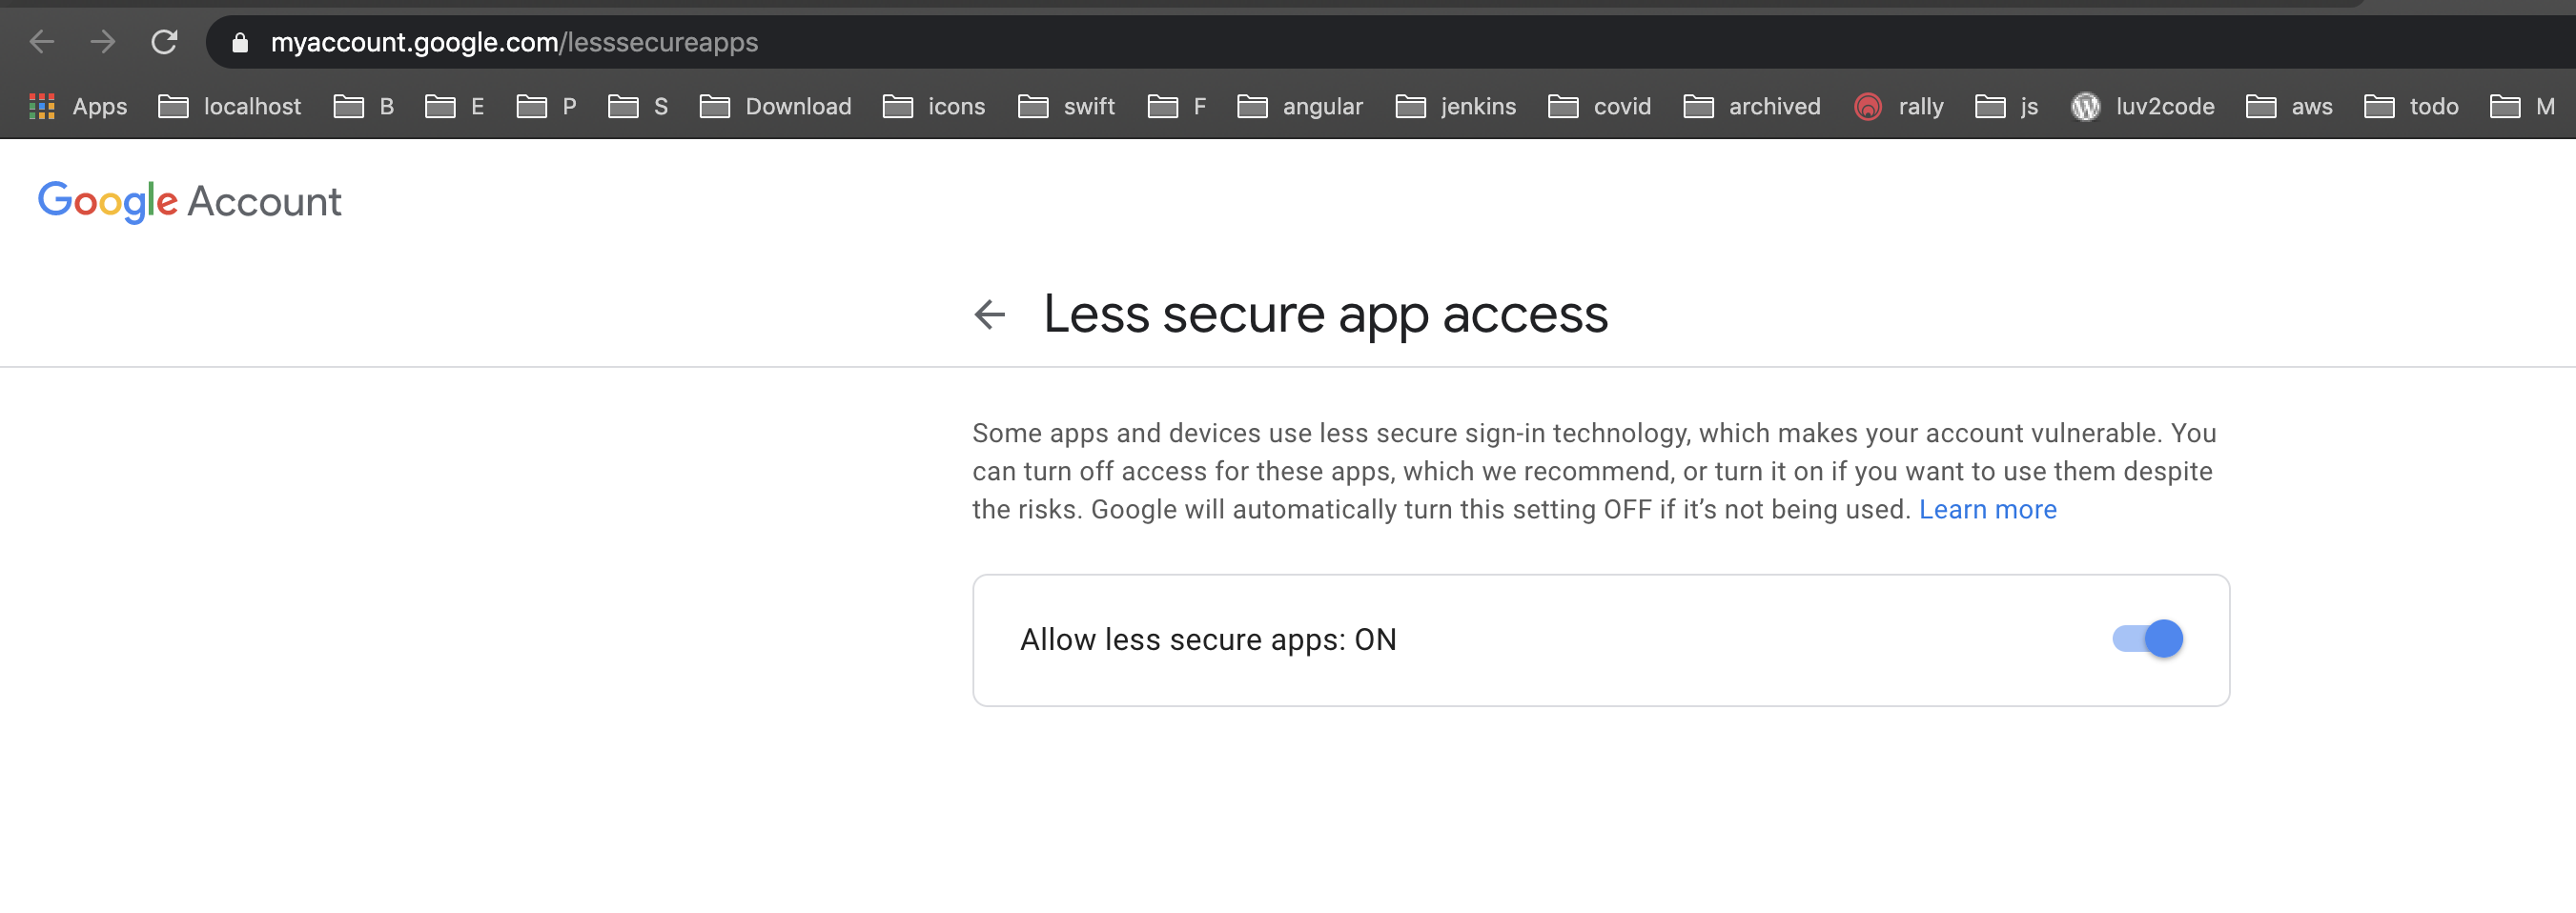 myaccount.google.com/lesssecureapps
Apps localhost B E P S Download icons swift F angular jenkins covid archived rally js luv2code aws todo M
Google Account
Less secure app access
Some apps and devices use less secure sign-in technology, which makes your account vulnerable. You
can turn off access for these apps, which we recommend, or turn it on if you want to use them despite
the risks. Google will automatically turn this setting OFF if it’s not being used. Learn more
Allow less secure apps: ON